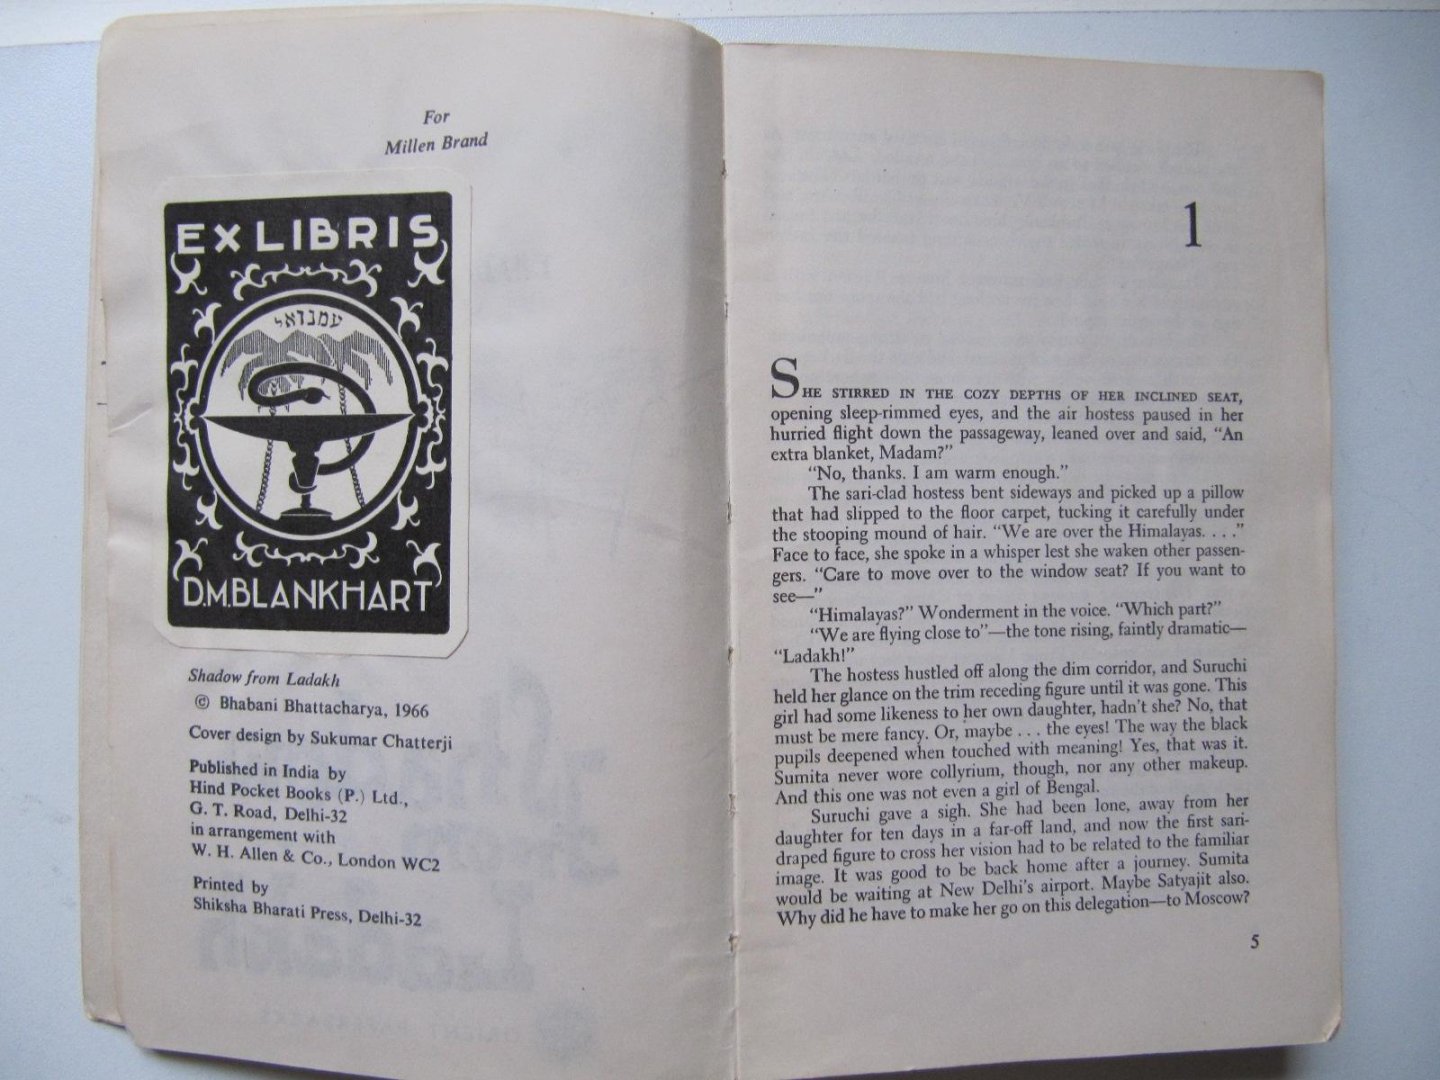 For
Millen Brand
EX LIBRIS
עמנואל
D.M.BLANKHART
Shadow from Ladakh
© Bhabani Bhattacharya, 1966
Cover design by Sukumar Chatterji
Published in India by
Hind Pocket Books (P.) Ltd.,
G. T. Road, Delhi-32
in arrangement with
W. H. Allen & Co., London WC2
Printed by
Shiksha Bharati Press, Delhi-32
1
SHE STIRRED IN THE COZY DEPTHS OF HER INCLINED SEAT,
opening sleep-rimmed eyes, and the air hostess paused in her
hurried flight down the passageway, leaned over and said, “An
extra blanket, Madam?”
“No, thanks. I am warm enough.”
The sari-clad hostess bent sideways and picked up a pillow
that had slipped to the floor carpet, tucking it carefully under
the stooping mound of hair. “We are over the Himalayas. . . .”
Face to face, she spoke in a whisper lest she waken other passen-
gers. “Care to move over to the window seat? If you want to
see—”
“Himalayas?” Wonderment in the voice. “Which part?”
“We are flying close to”—the tone rising, faintly dramatic—
“Ladakh!”
The hostess hustled off along the dim corridor, and Suruchi
held her glance on the trim receding figure until it was gone. This
girl had some likeness to her own daughter, hadn't she? No, that
must be mere fancy. Or, maybe . . . the eyes! The way the black
pupils deepened when touched with meaning! Yes, that was it.
Sumita never wore collyrium, though, nor any other makeup.
And this one was not even a girl of Bengal.
Suruchi gave a sigh. She had been lone, away from her
daughter for ten days in a far-off land, and now the first sari-
draped figure to cross her vision had to be related to the familiar
image. It was good to be back home after a journey. Sumita
would be waiting at New Delhi's airport. Maybe Satyajit also.
Why did he have to make her go on this delegation—to Moscow?
5